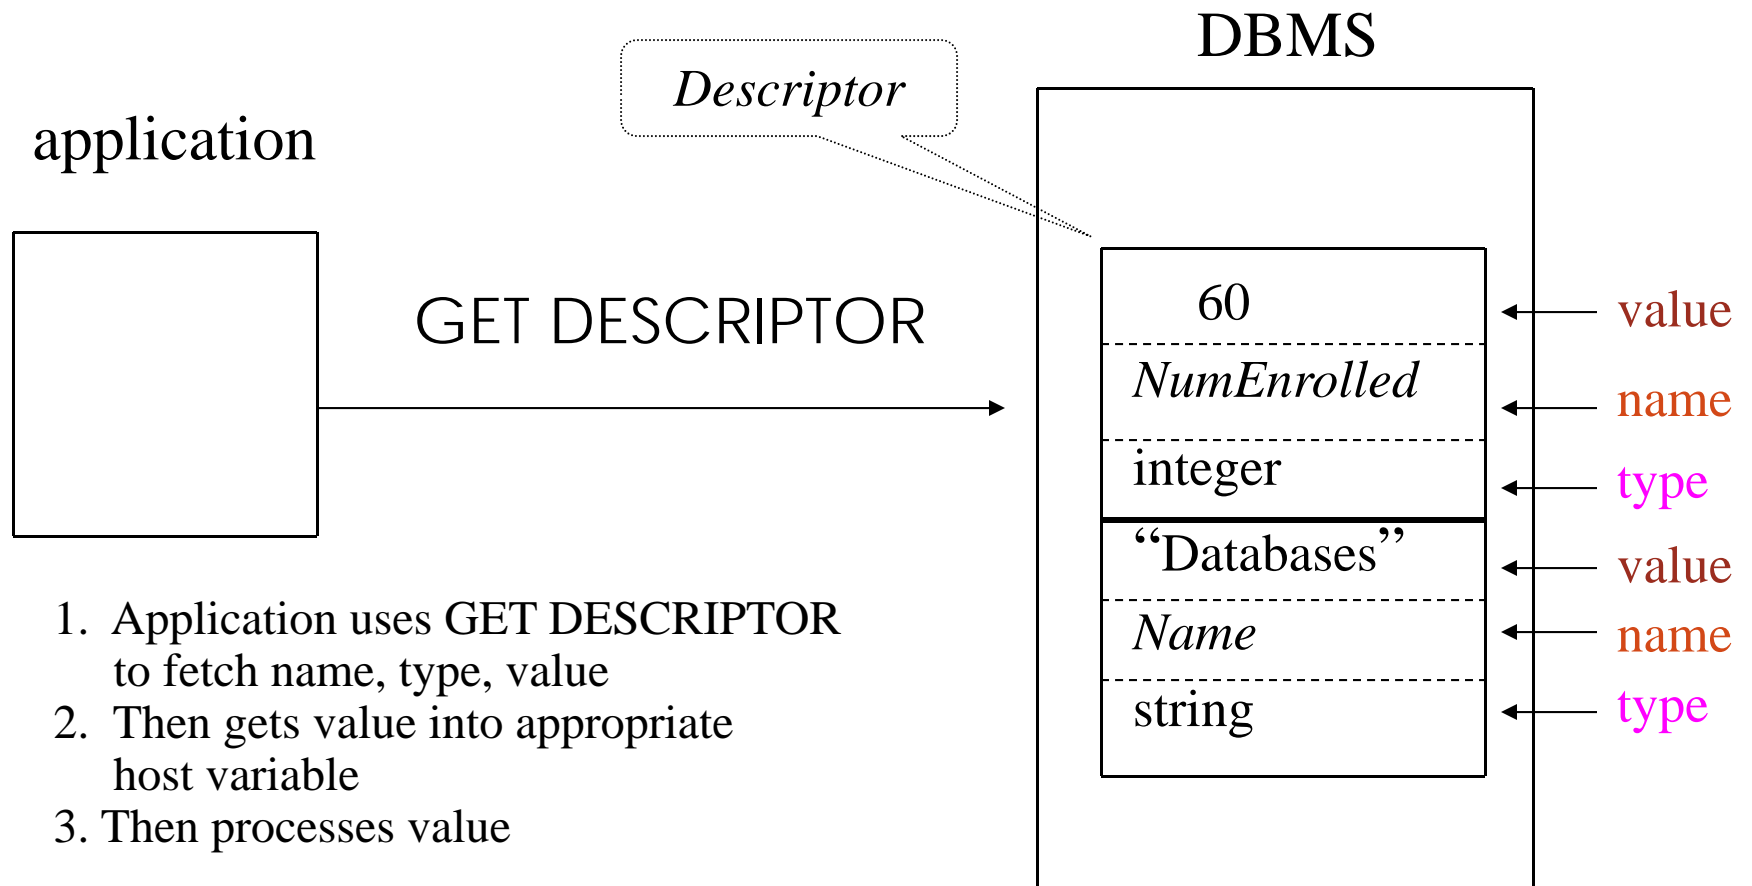 DBMS
Descriptor
application
GET DESCRIPTOR
60
value
NumEnrolled
name
integer
type
“Databases”
value
Name
name
string
type
1. Application uses GET DESCRIPTOR
to fetch name, type, value
2. Then gets value into appropriate
host variable
3. Then processes value